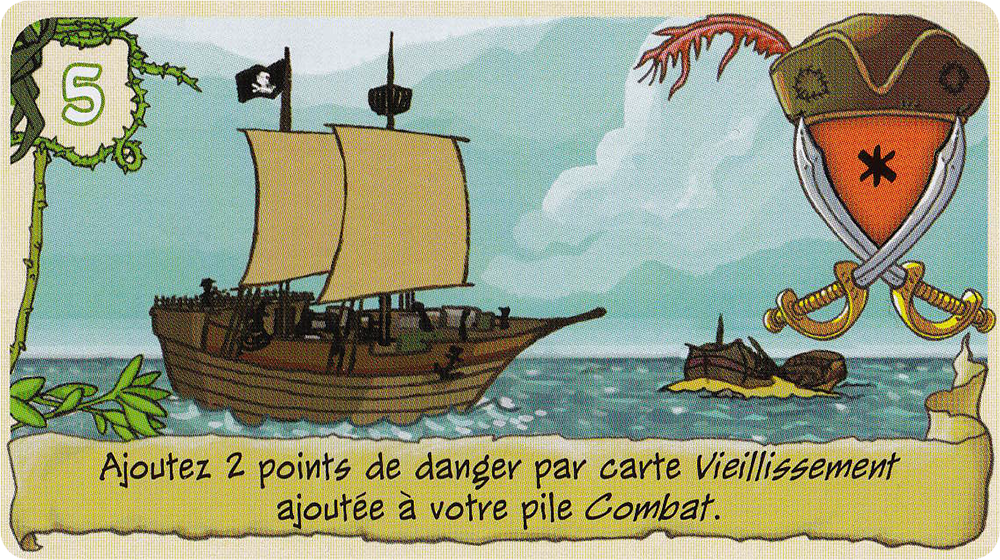 5
*
Ajoutez 2 points de danger par carte Vieillissement
ajoutée à votre pile Combat.